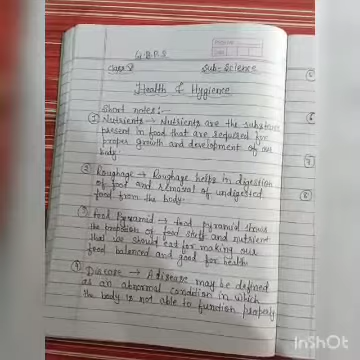 G.B.P.S
Class V
Sub-Science
Health & Hygiene
Short notes:-
1) Nutrients → Nutrients are the substance
present in food that are required for
proper growth and development of our
body.
2) Roughage → Roughage helps in digestion
of food and removal of undigested
food from the body.
3) Food pyramid → food pyramid shows
the proportion of food stuff and nutrient
that we should eat for making our
food balanced and good for health
4) Disease → A disease may be defined
as an abnormal condition in which
the body is not able to function properly
InShOt